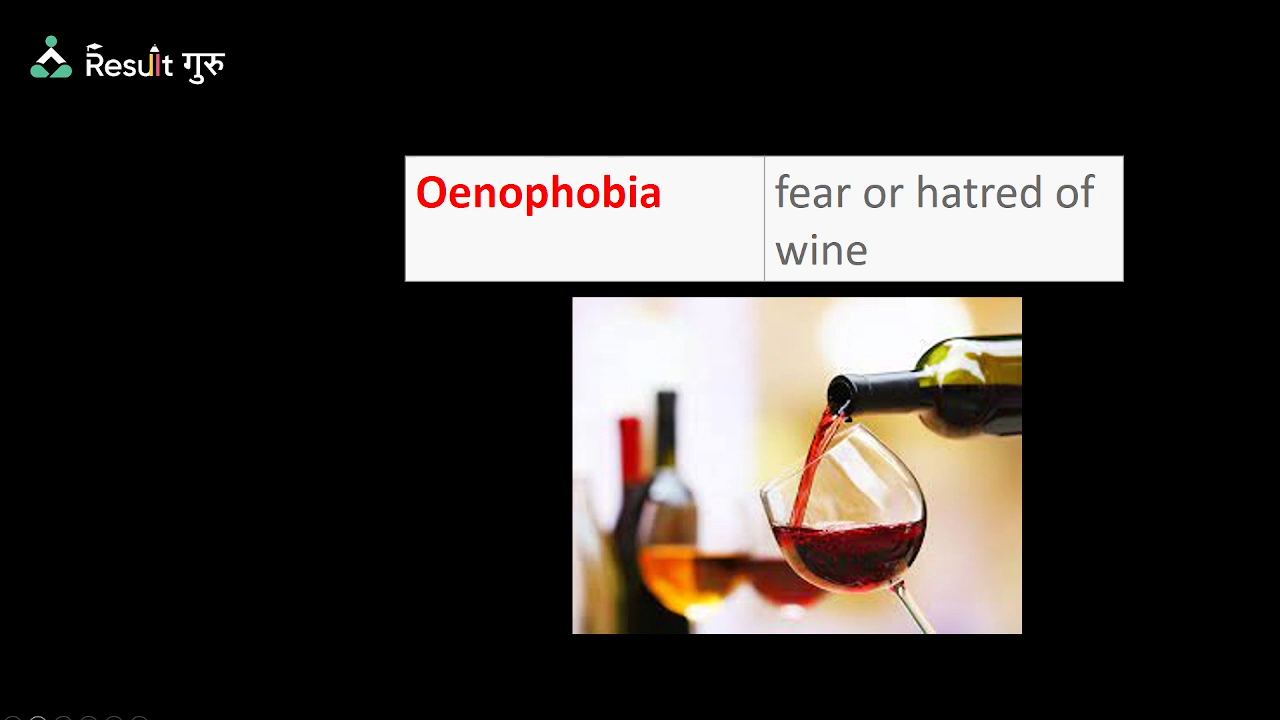 Result गुरु
Oenophobia
fear or hatred of
wine